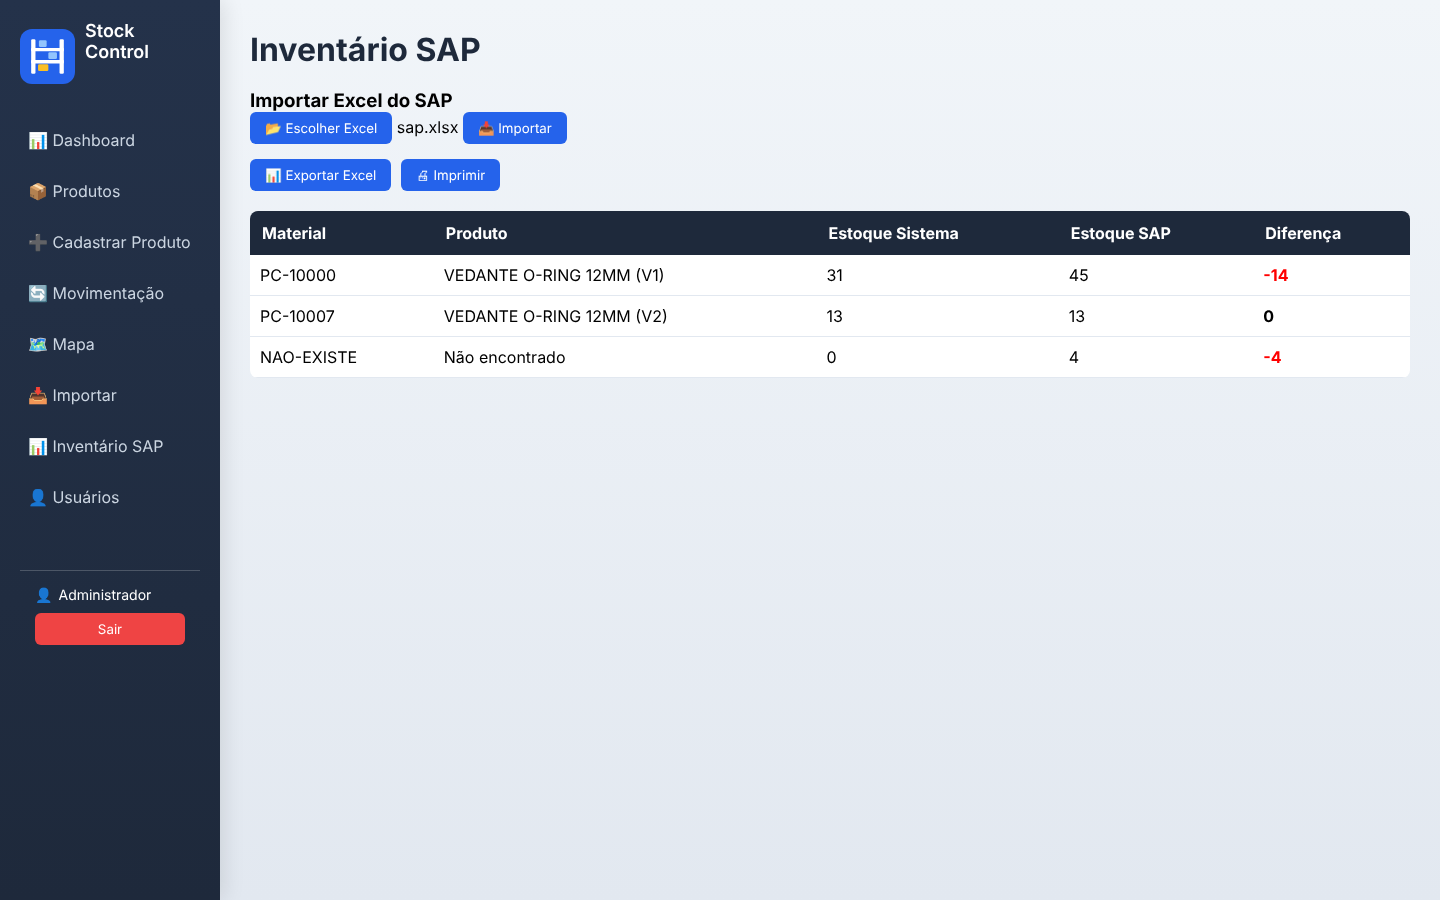 Stock
Control
📊 Dashboard
📦 Produtos
➕ Cadastrar Produto
🔄 Movimentação
🗺️ Mapa
📥 Importar
📊 Inventário SAP
👤 Usuários
👤 Administrador
Sair
Inventário SAP
Importar Excel do SAP
📂 Escolher Excel sap.xlsx 📥 Importar
📊 Exportar Excel 🖨 Imprimir
Material Produto Estoque Sistema Estoque SAP Diferença
PC-10000 VEDANTE O-RING 12MM (V1) 31 45 -14
PC-10007 VEDANTE O-RING 12MM (V2) 13 13 0
NAO-EXISTE Não encontrado 0 4 -4